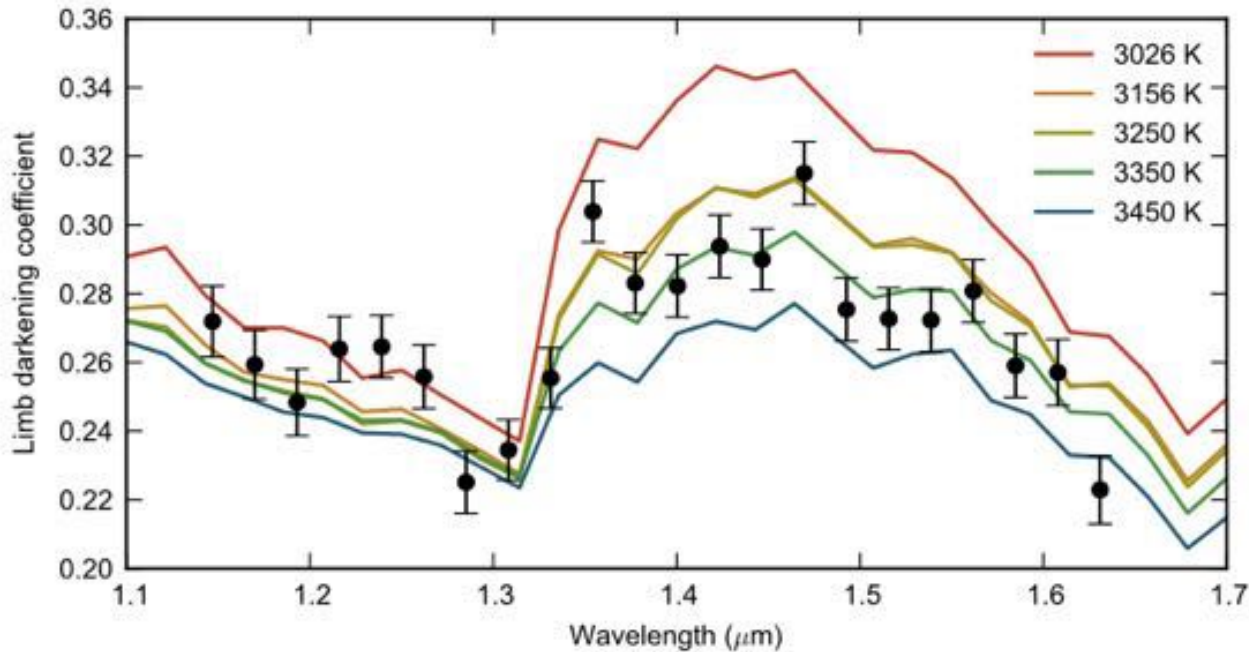 0.36
0.34
0.32
0.30
0.28
0.26
0.24
0.22
0.20
Limb darkening coefficient
3026 K
3156 K
3250 K
3350 K
3450 K
1.1 1.2 1.3 1.4 1.5 1.6 1.7
Wavelength (μm)